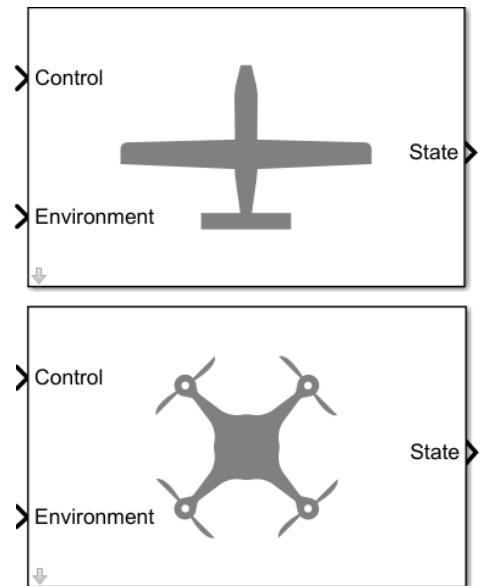 Control
State
Environment
Control
State
Environment